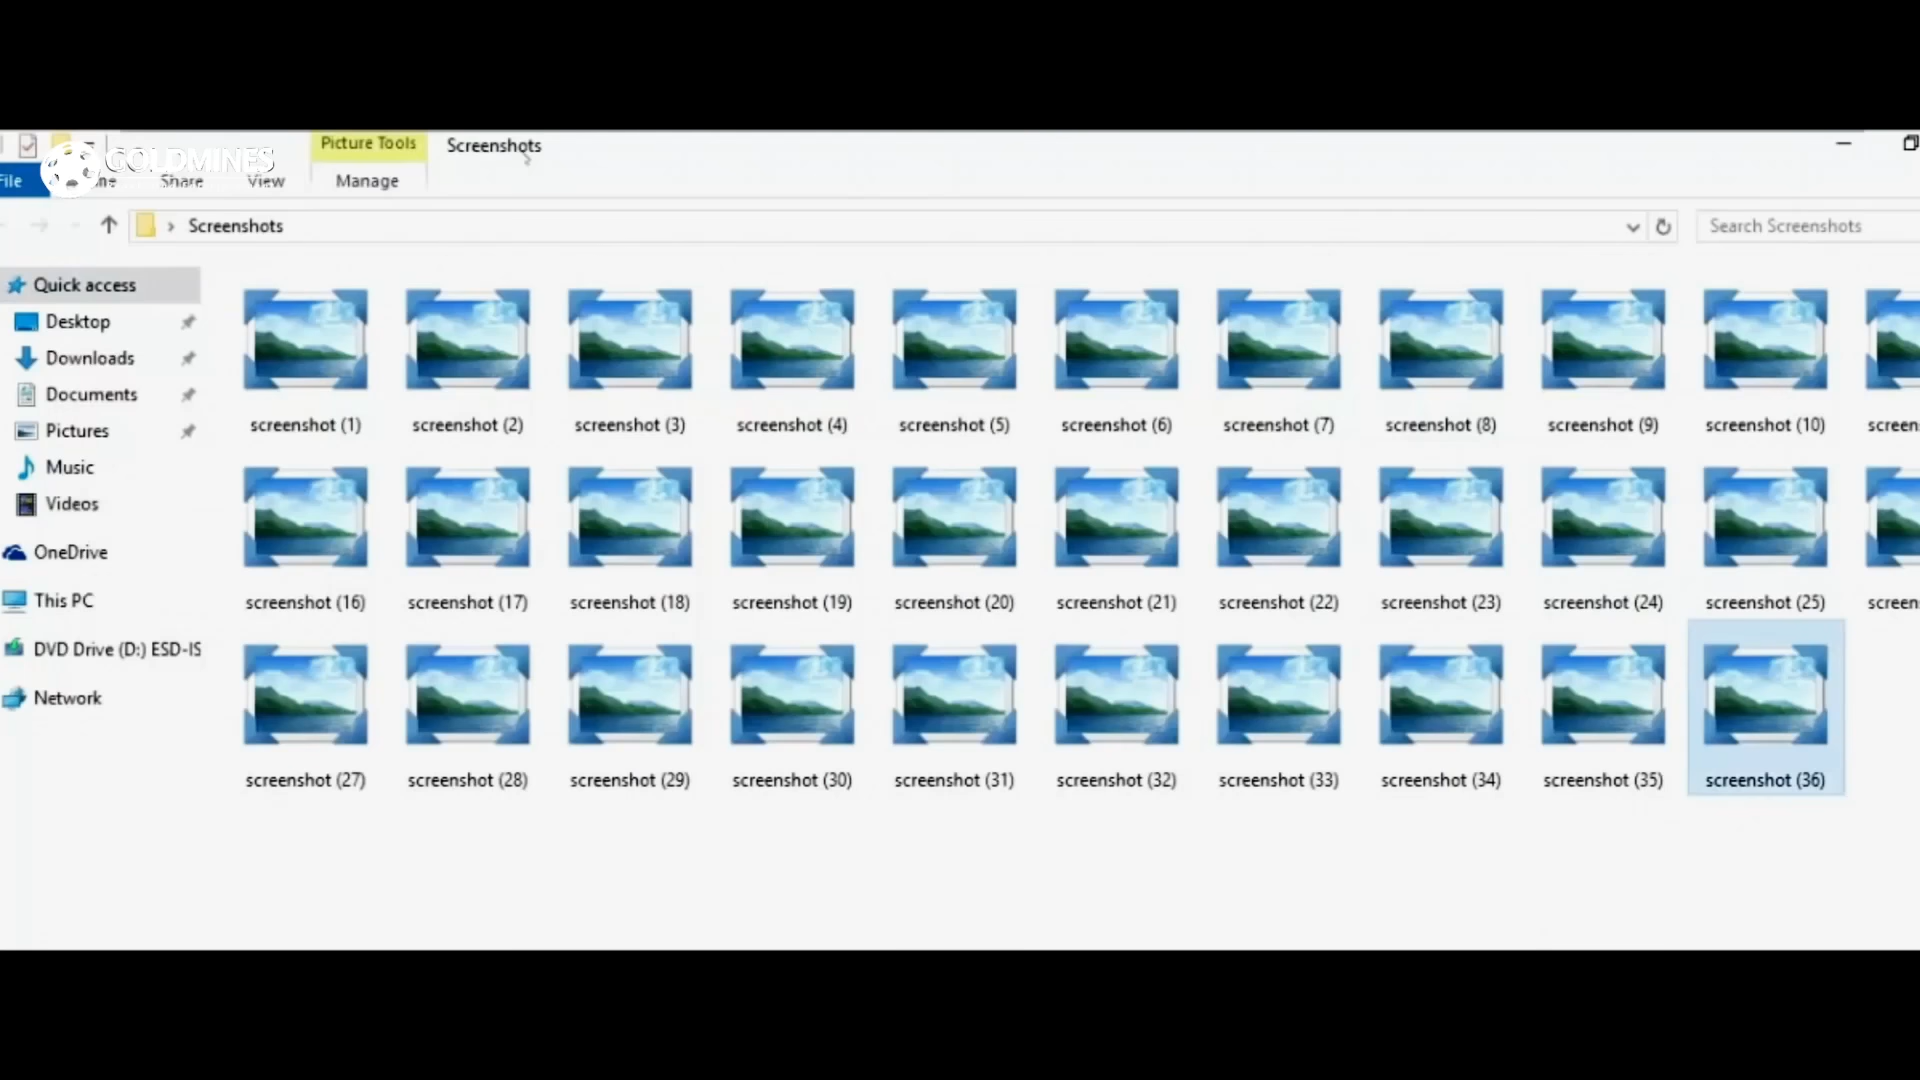 Picture Tools Screenshots
GOLDMINES
File Share View Manage
Screenshots Search Screenshots
Quick access
Desktop
Downloads
Documents
Pictures
Music
Videos
OneDrive
This PC
DVD Drive (D:) ESD-IS
Network
screenshot (1) screenshot (2) screenshot (3) screenshot (4) screenshot (5) screenshot (6) screenshot (7) screenshot (8) screenshot (9) screenshot (10) screen
screenshot (16) screenshot (17) screenshot (18) screenshot (19) screenshot (20) screenshot (21) screenshot (22) screenshot (23) screenshot (24) screenshot (25) screen
screenshot (27) screenshot (28) screenshot (29) screenshot (30) screenshot (31) screenshot (32) screenshot (33) screenshot (34) screenshot (35) screenshot (36)